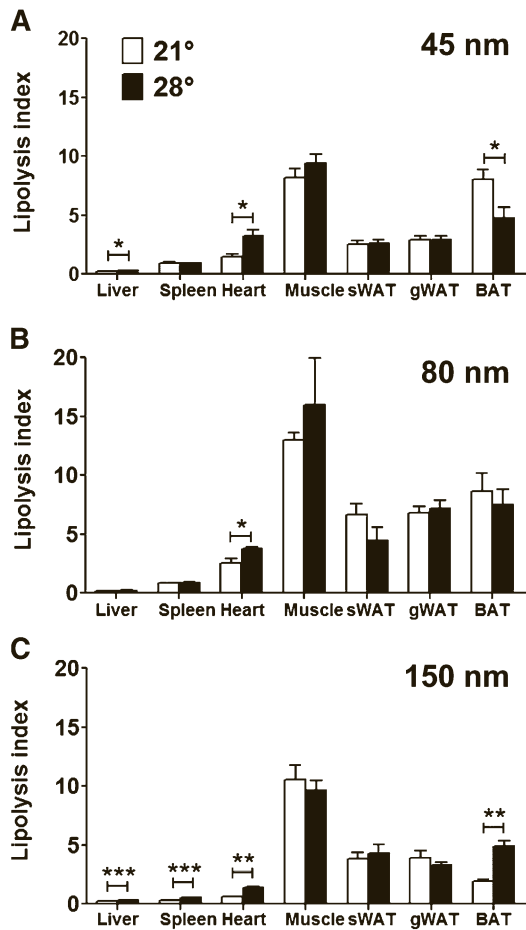 A
45 nm
21°
28°
Lipolysis index
20
15
10
5
0
*
*
*
Liver Spleen Heart Muscle sWAT gWAT BAT
B
80 nm
Lipolysis index
20
15
10
5
0
*
Liver Spleen Heart Muscle sWAT gWAT BAT
C
150 nm
Lipolysis index
20
15
10
5
0
*** *** ** **
Liver Spleen Heart Muscle sWAT gWAT BAT